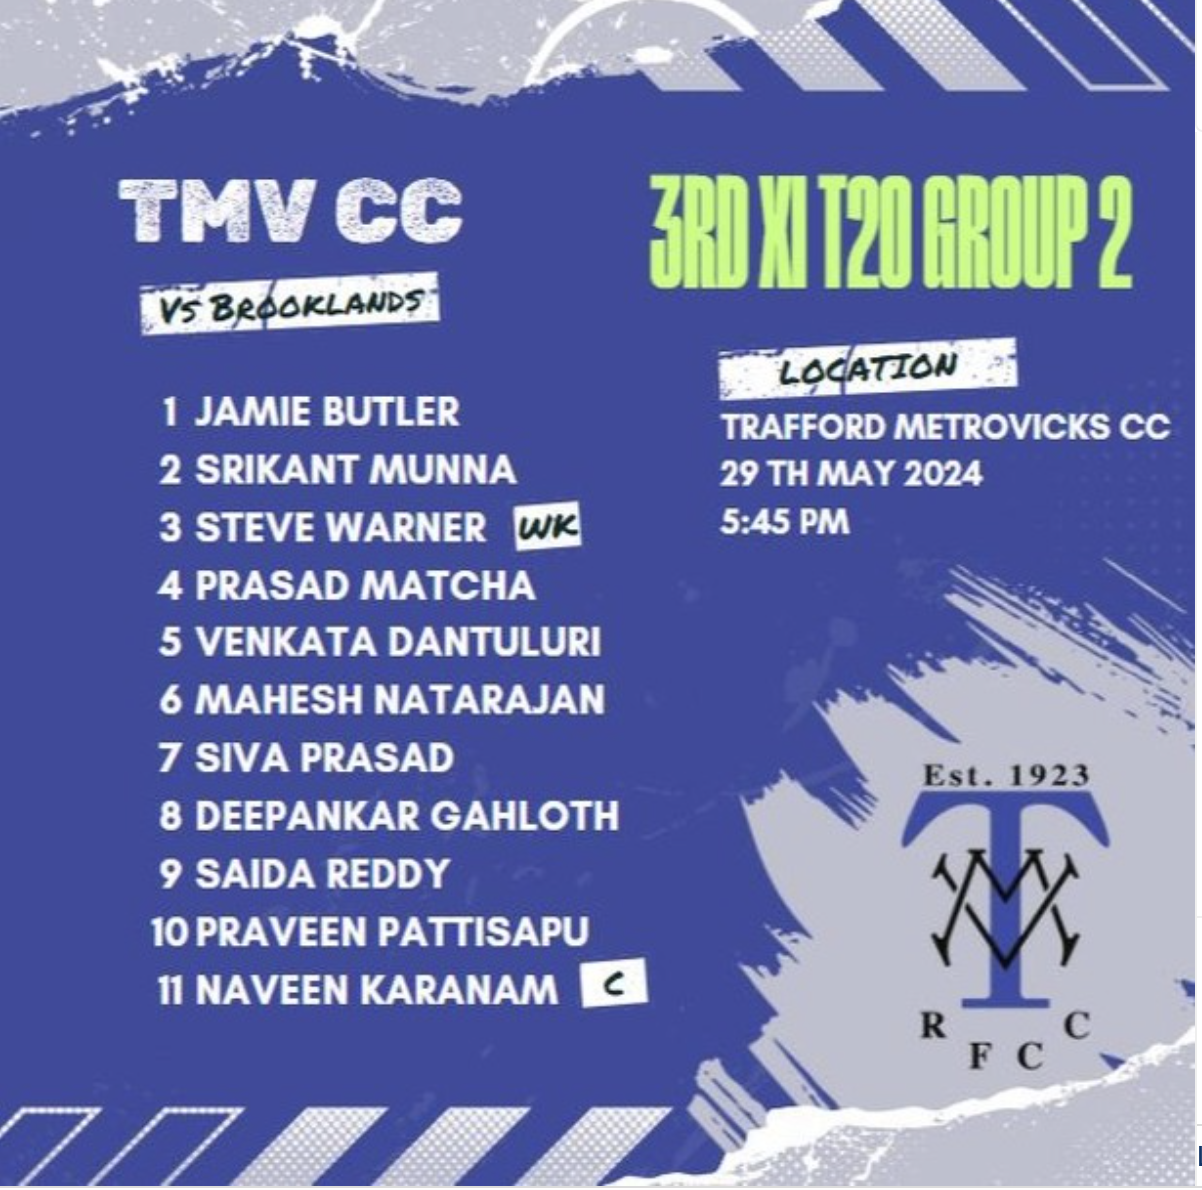 TMV CC
Vs BROOKLANDS
1 JAMIE BUTLER
2 SRIKANT MUNNA
3 STEVE WARNER WK
4 PRASAD MATCHA
5 VENKATA DANTULURI
6 MAHESH NATARAJAN
7 SIVA PRASAD
8 DEEPANKAR GAHLOTH
9 SAIDA REDDY
10 PRAVEEN PATTISAPU
11 NAVEEN KARANAM C
3RD XI T20 GROUP 2
LOCATION
TRAFFORD METROVICKS CC
29 TH MAY 2024
5:45 PM
Est. 1923
TMV
R C
F C